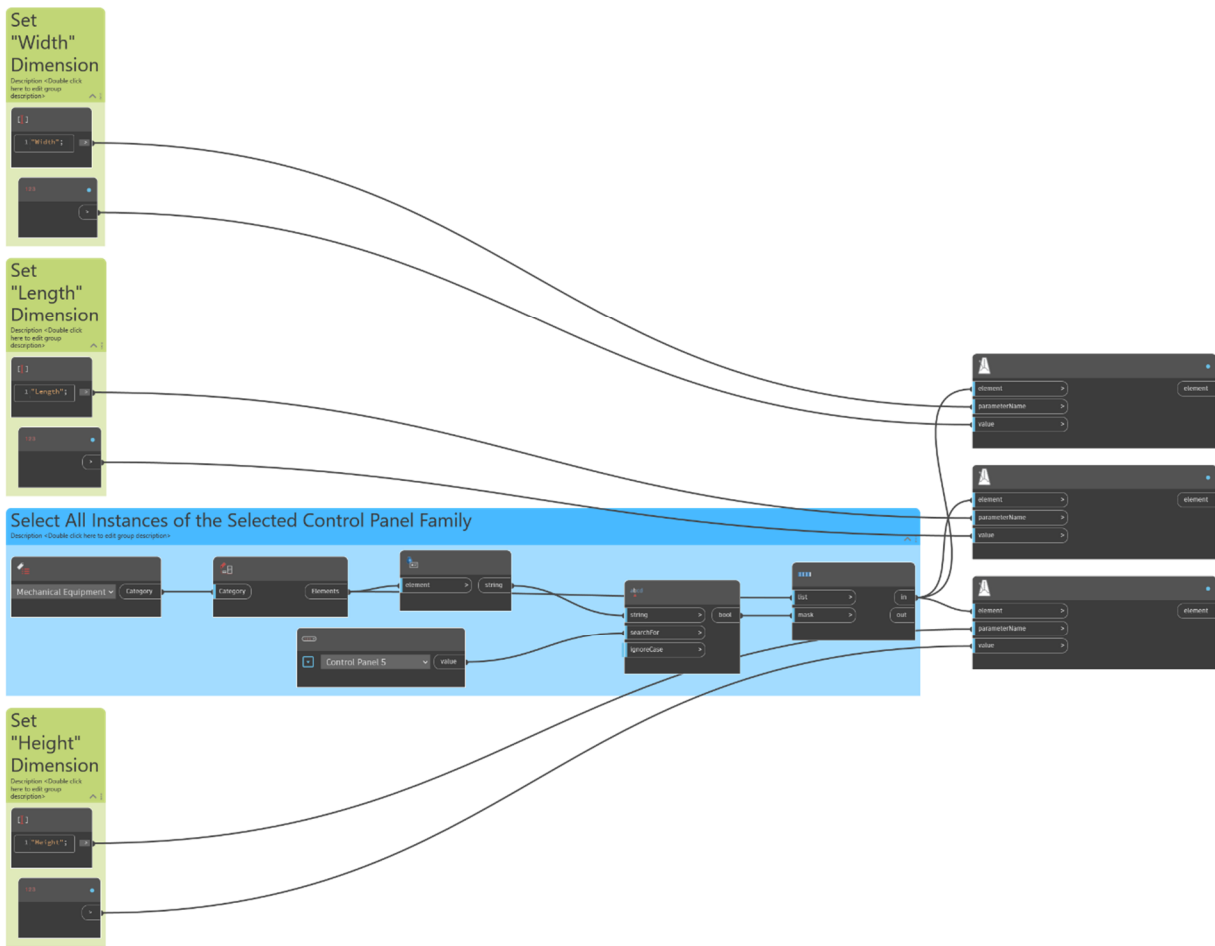 Set
"Width"
Dimension
Description <Double click
here to edit group
description>
1 "Width";
>
>
Set
"Length"
Dimension
Description <Double click
here to edit group
description>
1 "Length";
>
>
element >
element
parameterName >
value >
element >
element
parameterName >
value >
Select All Instances of the Selected Control Panel Family
Description <Double click here to edit group description>
Mechanical Equipment
Category
Category
Elements
element >
string
Control Panel 5
value
string >
bool
searchFor >
ignoreCase >
list >
in
mask >
out
element >
element
parameterName >
value >
Set
"Height"
Dimension
Description <Double click
here to edit group
description>
1 "Height";
>
>